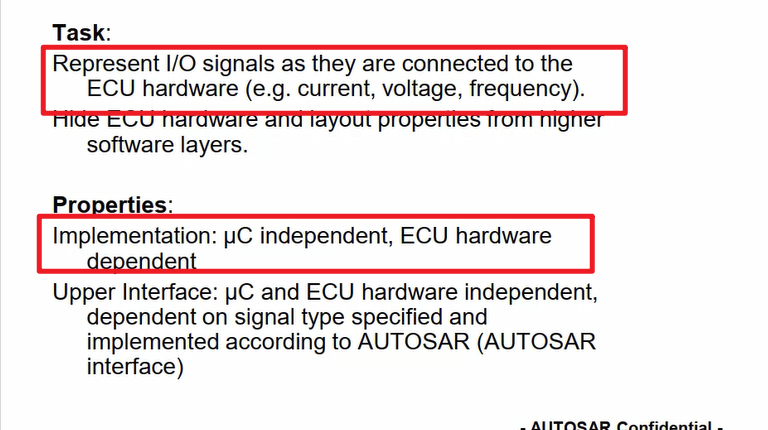 Task:
Represent I/O signals as they are connected to the
ECU hardware (e.g. current, voltage, frequency).
Hide ECU hardware and layout properties from higher
software layers.
Properties:
Implementation: µC independent, ECU hardware
dependent
Upper Interface: µC and ECU hardware independent,
dependent on signal type specified and
implemented according to AUTOSAR (AUTOSAR
interface)
- AUTOSAR Confidential -